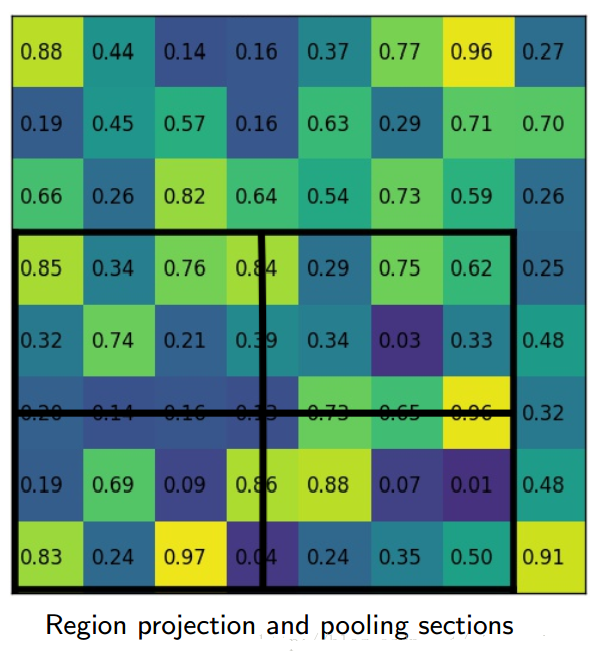 0.88 0.44 0.14 0.16 0.37 0.77 0.96 0.27
0.19 0.45 0.57 0.16 0.63 0.29 0.71 0.70
0.66 0.26 0.82 0.64 0.54 0.73 0.59 0.26
0.85 0.34 0.76 0.84 0.29 0.75 0.62 0.25
0.32 0.74 0.21 0.39 0.34 0.03 0.33 0.48
0.20 0.14 0.16 0.13 0.73 0.65 0.96 0.32
0.19 0.69 0.09 0.86 0.88 0.07 0.01 0.48
0.83 0.24 0.97 0.04 0.24 0.35 0.50 0.91
Region projection and pooling sections